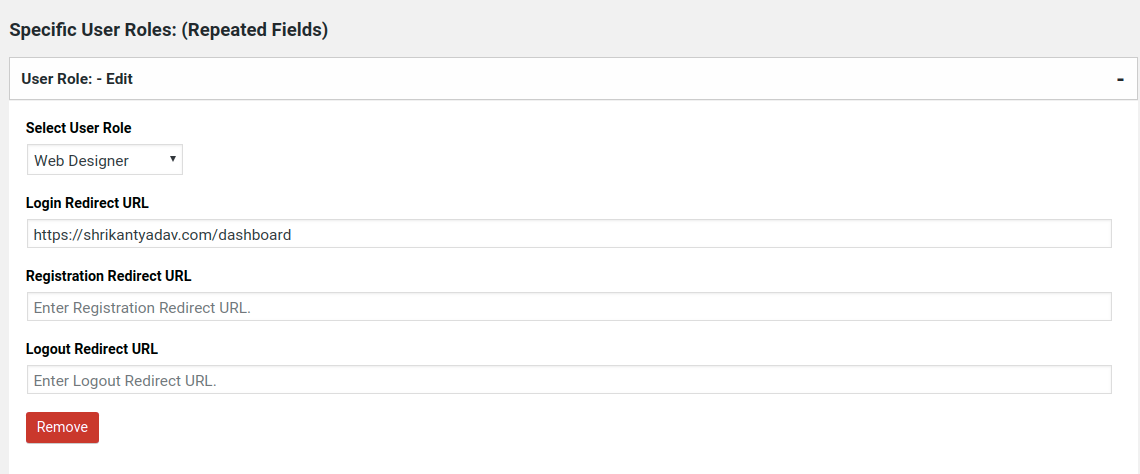 Specific User Roles: (Repeated Fields)
User Role: - Edit -
Select User Role
Web Designer
Login Redirect URL
https://shrikantyadav.com/dashboard
Registration Redirect URL
Enter Registration Redirect URL.
Logout Redirect URL
Enter Logout Redirect URL.
Remove